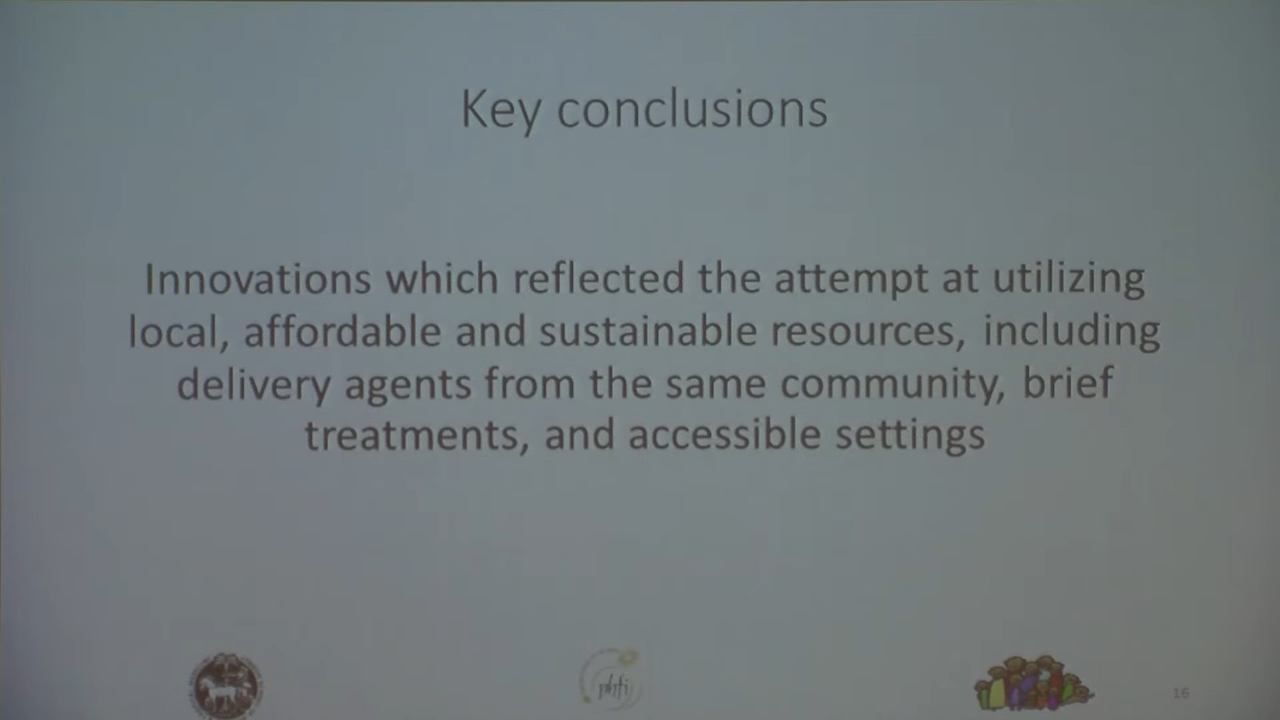 Key conclusions
Innovations which reflected the attempt at utilizing
local, affordable and sustainable resources, including
delivery agents from the same community, brief
treatments, and accessible settings
phfi
16